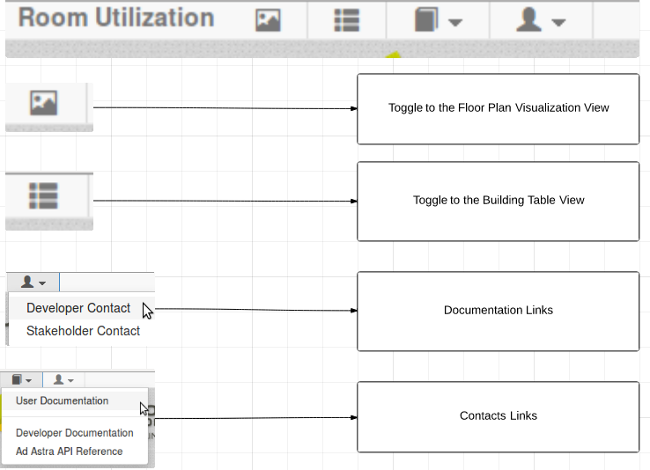 Room Utilization
Toggle to the Floor Plan Visualization View
Toggle to the Building Table View
Developer Contact
Stakeholder Contact
Documentation Links
User Documentation
Developer Documentation
Ad Astra API Reference
Contacts Links